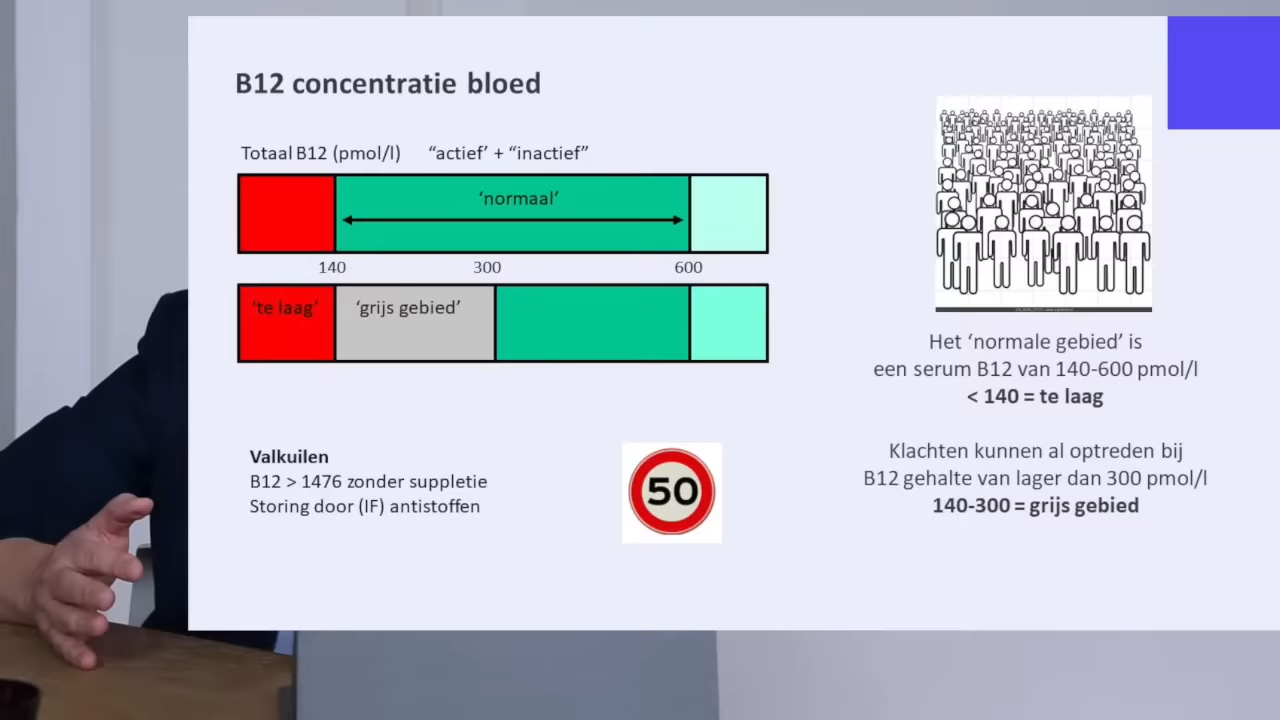 B12 concentratie bloed
Totaal B12 (pmol/l) “actief’ + “inactief”
‘normaal’
140 300 600
‘te laag’ ‘grijs gebied’
Valkuilen
B12 > 1476 zonder suppletie
Storing door (IF) antistoffen
50
Het ‘normale gebied’ is
een serum B12 van 140-600 pmol/l
< 140 = te laag
Klachten kunnen al optreden bij
B12 gehalte van lager dan 300 pmol/l
140-300 = grijs gebied